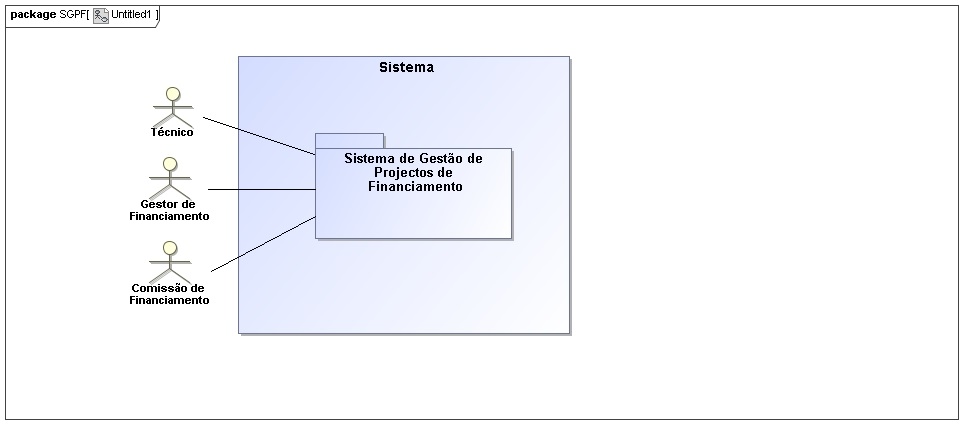 package SGPF[ Untitled1 ]
Sistema
Técnico
Sistema de Gestão de
Projectos de
Financiamento
Gestor de
Financiamento
Comissão de
Financiamento